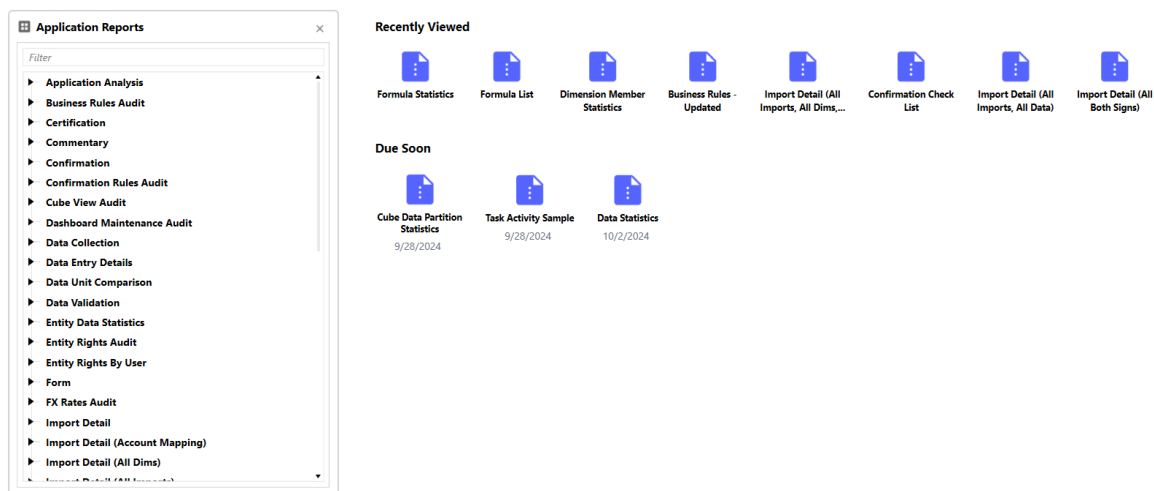 Application Reports
Filter
Application Analysis
Business Rules Audit
Certification
Commentary
Confirmation
Confirmation Rules Audit
Cube View Audit
Dashboard Maintenance Audit
Data Collection
Data Entry Details
Data Unit Comparison
Data Validation
Entity Data Statistics
Entity Rights Audit
Entity Rights By User
Form
FX Rates Audit
Import Detail
Import Detail (Account Mapping)
Import Detail (All Dims)
Import Detail (All Imports)
Recently Viewed
Formula Statistics
Formula List
Dimension Member
Statistics
Business Rules -
Updated
Import Detail (All
Imports, All Dims,...
Confirmation Check
List
Import Detail (All
Imports, All Data)
Import Detail (All
Both Signs)
Due Soon
Cube Data Partition
Statistics
9/28/2024
Task Activity Sample
9/28/2024
Data Statistics
10/2/2024